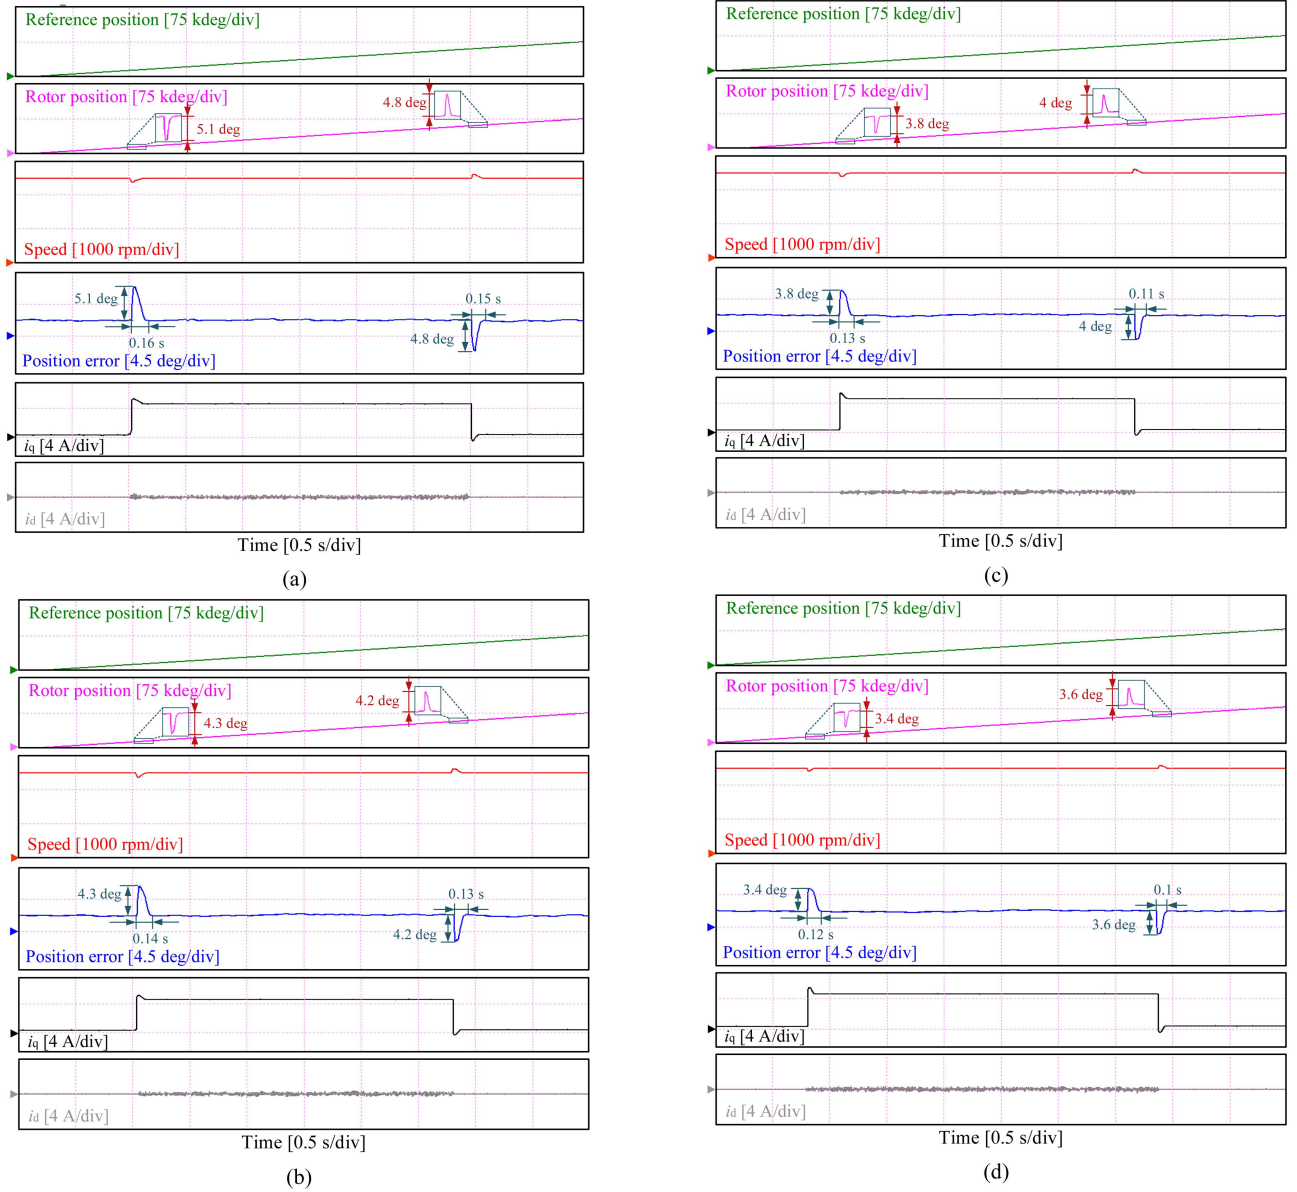 Reference position [75 kdeg/div]
Rotor position [75 kdeg/div]
5.1 deg
4.8 deg
Speed [1000 rpm/div]
5.1 deg
0.16 s
0.15 s
4.8 deg
Position error [4.5 deg/div]
iq [4 A/div]
id [4 A/div]
Time [0.5 s/div]
(a)
Reference position [75 kdeg/div]
Rotor position [75 kdeg/div]
4.3 deg
4.2 deg
Speed [1000 rpm/div]
4.3 deg
0.14 s
0.13 s
4.2 deg
Position error [4.5 deg/div]
iq [4 A/div]
id [4 A/div]
Time [0.5 s/div]
(b)
Reference position [75 kdeg/div]
Rotor position [75 kdeg/div]
3.8 deg
4 deg
Speed [1000 rpm/div]
3.8 deg
0.13 s
0.11 s
4 deg
Position error [4.5 deg/div]
iq [4 A/div]
id [4 A/div]
Time [0.5 s/div]
(c)
Reference position [75 kdeg/div]
Rotor position [75 kdeg/div]
3.4 deg
3.6 deg
Speed [1000 rpm/div]
3.4 deg
0.12 s
0.1 s
3.6 deg
Position error [4.5 deg/div]
iq [4 A/div]
id [4 A/div]
Time [0.5 s/div]
(d)